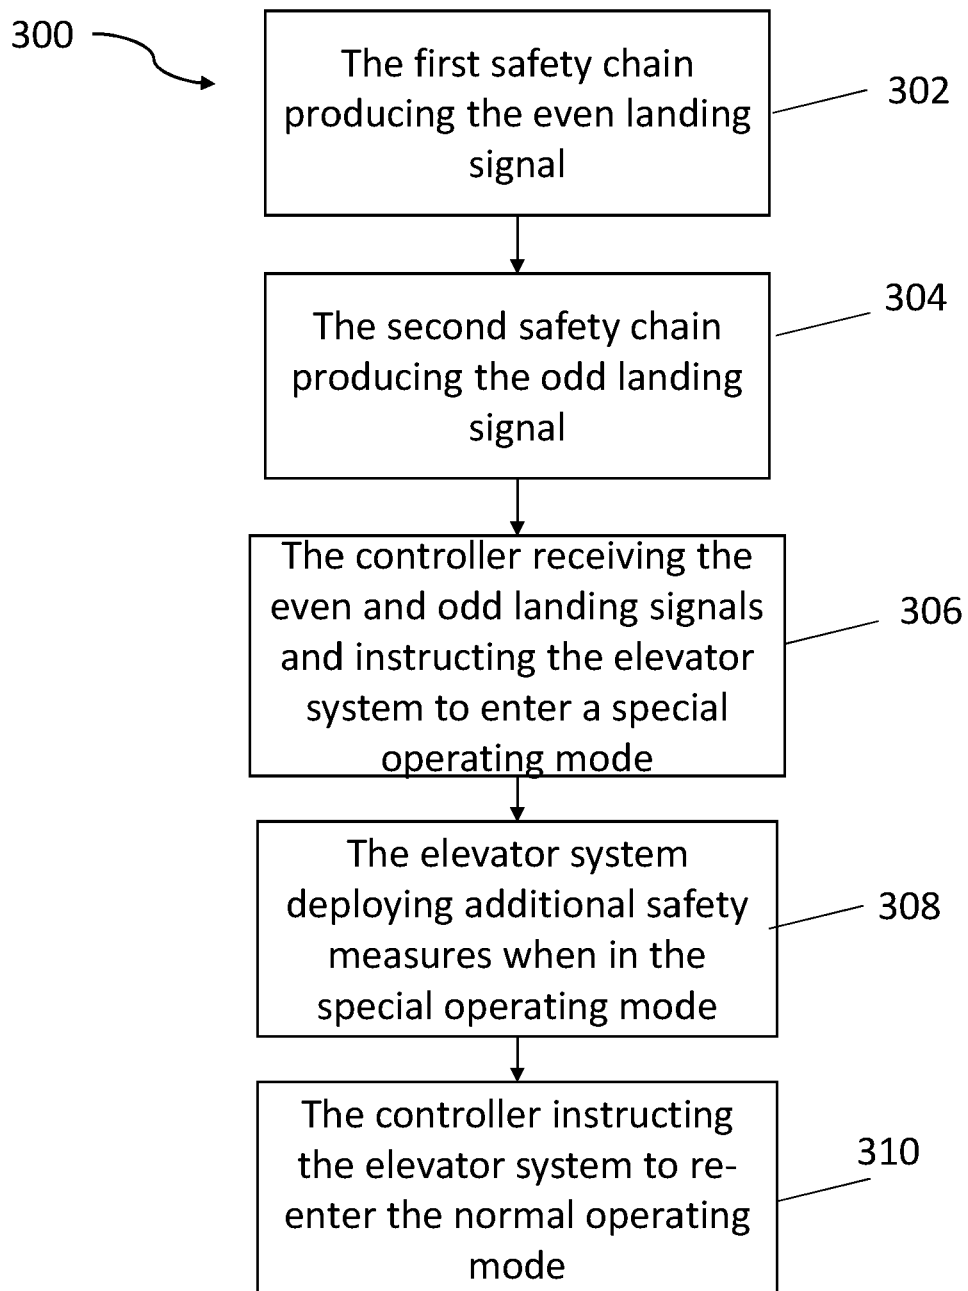 300
The first safety chain
producing the even landing
signal
302
The second safety chain
producing the odd landing
signal
304
The controller receiving the
even and odd landing signals
and instructing the elevator
system to enter a special
operating mode
306
The elevator system
deploying additional safety
measures when in the
special operating mode
308
The controller instructing
the elevator system to re-
enter the normal operating
mode
310